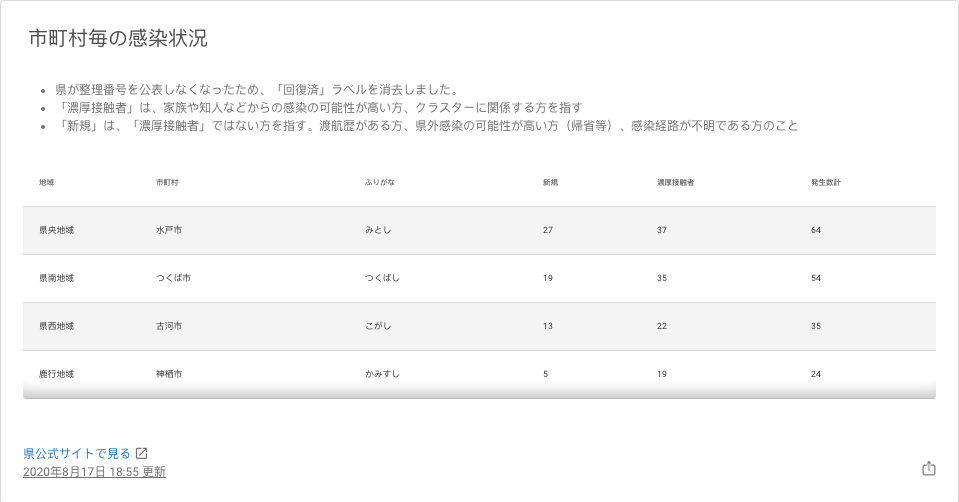 市町村毎の感染状況
県が整理番号を公表しなくなったため、「回復済」ラベルを消去しました。
「濃厚接触者」は、家族や知人などからの感染の可能性が高い方、クラスターに関係する方を指す
「新規」は、「濃厚接触者」ではない方を指す。渡航歴がある方、県外感染の可能性が高い方（帰省等）、感染経路が不明である方のこと
地域 市町村 ふりがな 新規 濃厚接触者 発生数計
県央地域 水戸市 みとし 27 37 64
県南地域 つくば市 つくばし 19 35 54
県西地域 古河市 こがし 13 22 35
鹿行地域 神栖市 かみすし 5 19 24
県公式サイトで見る
2020年8月17日 18:55 更新